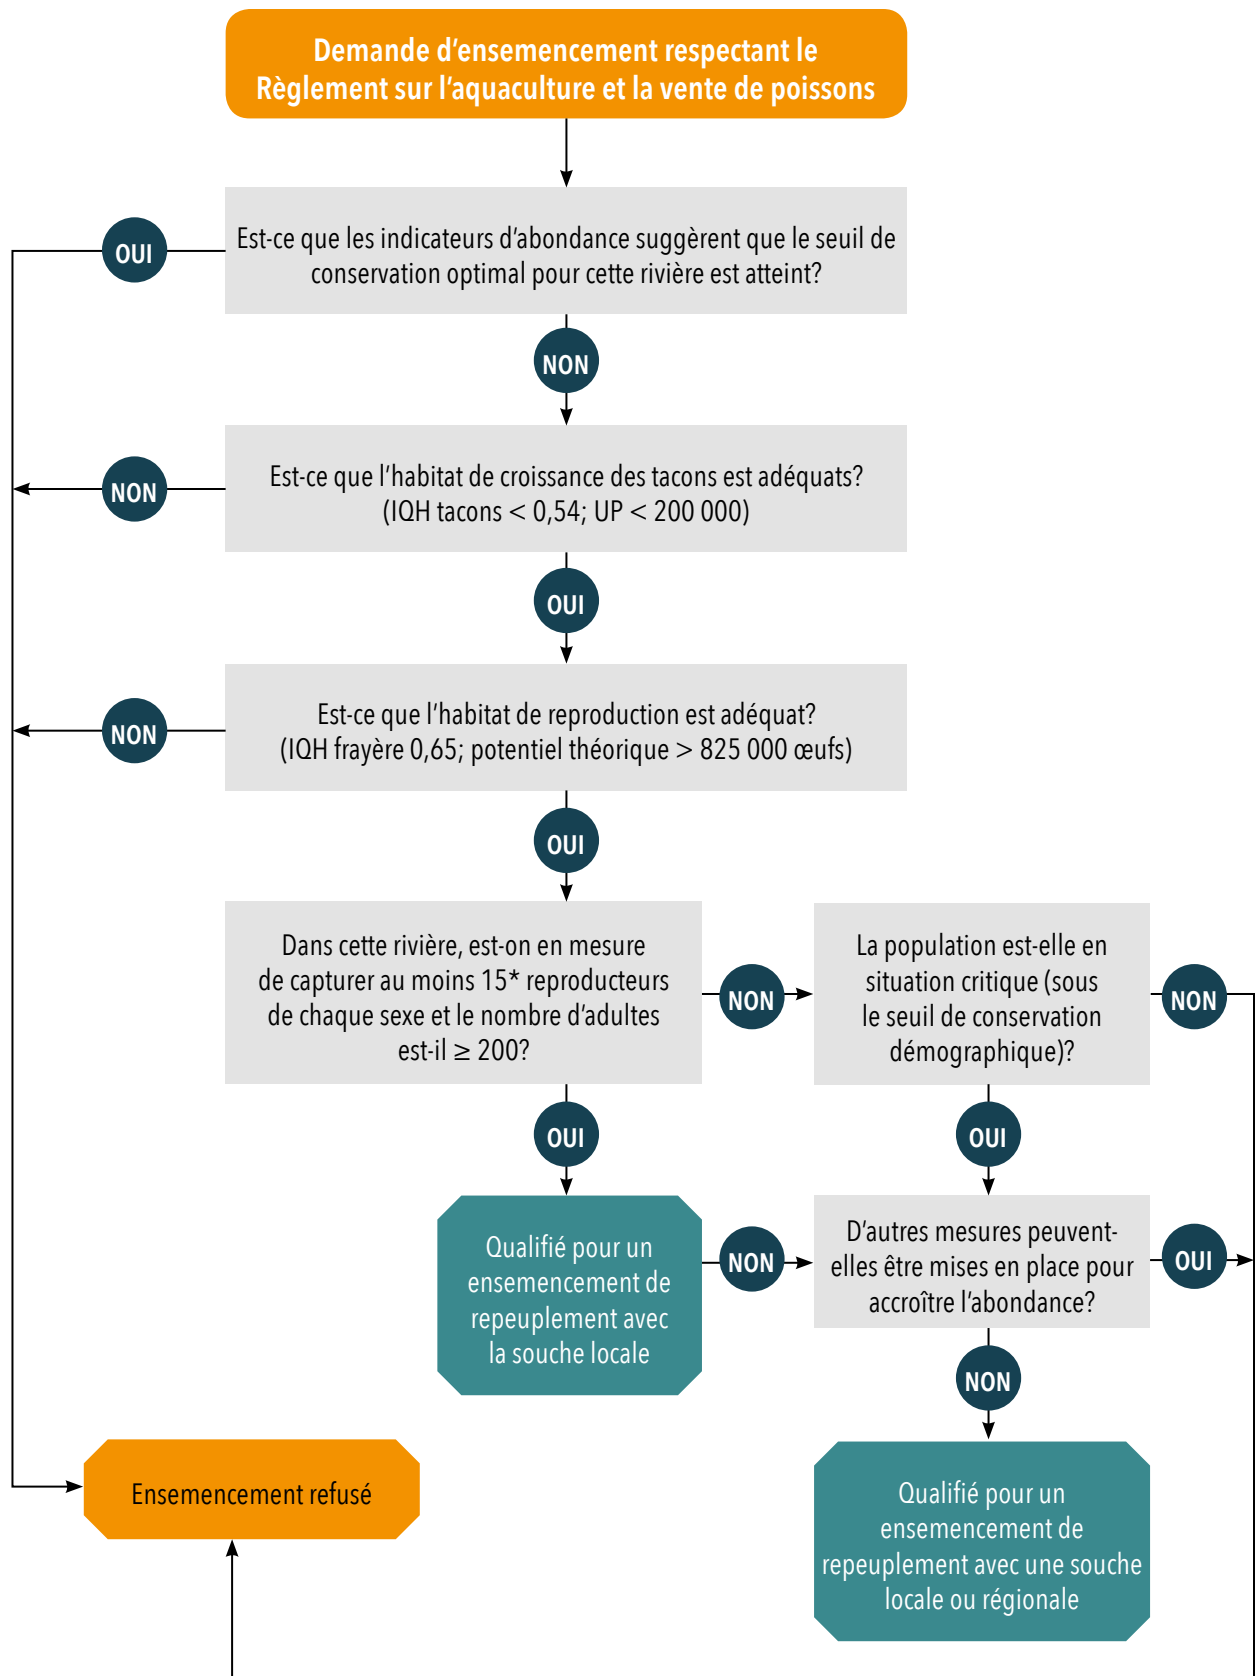 Demande d'ensemencement respectant le
Règlement sur l'aquaculture et la vente de poissons
OUI
Est-ce que les indicateurs d'abondance suggèrent que le seuil de
conservation optimal pour cette rivière est atteint?
NON
NON
Est-ce que l'habitat de croissance des tacons est adéquats?
(IQH tacons < 0,54; UP < 200 000)
OUI
NON
Est-ce que l'habitat de reproduction est adéquat?
(IQH frayère 0,65; potentiel théorique > 825 000 œufs)
OUI
Dans cette rivière, est-on en mesure
de capturer au moins 15* reproducteurs
de chaque sexe et le nombre d'adultes
est-il ≥ 200?
NON
La population est-elle en
situation critique (sous
le seuil de conservation
démographique)?
NON
OUI
OUI
Qualifié pour un
ensemencement de
repeuplement avec
la souche locale
NON
D'autres mesures peuvent-
elles être mises en place pour
accroître l'abondance?
OUI
NON
Ensemencement refusé
Qualifié pour un
ensemencement de
repeuplement avec une souche
locale ou régionale